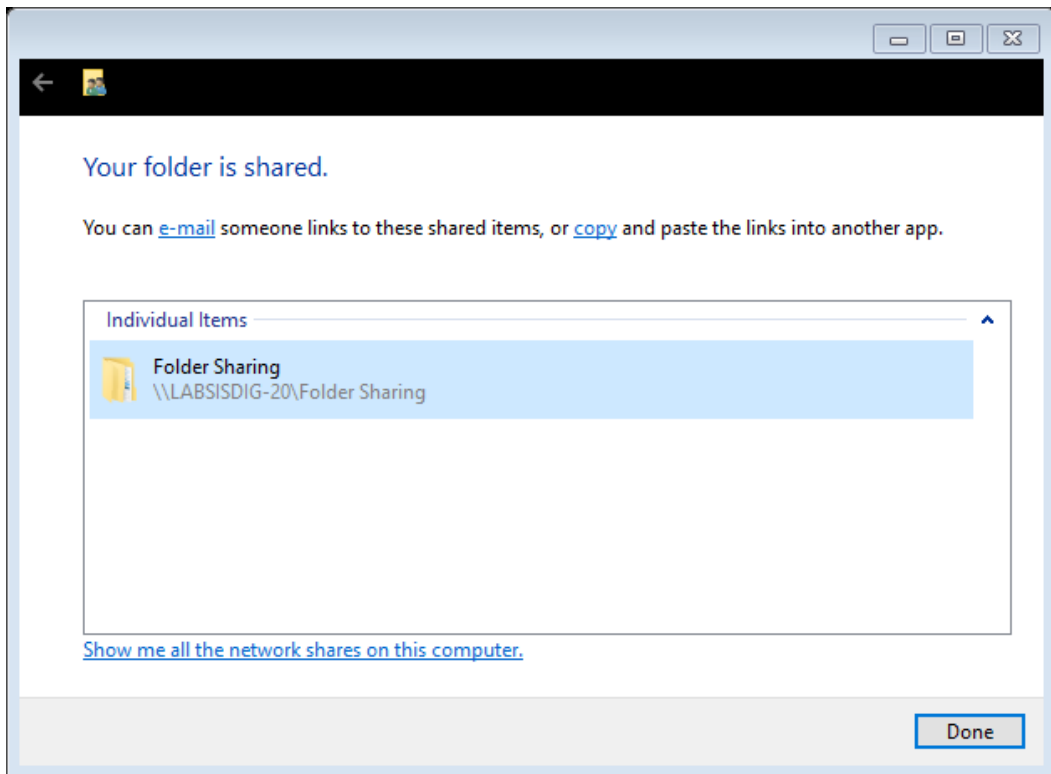 Your folder is shared.
You can e-mail someone links to these shared items, or copy and paste the links into another app.
Individual Items
Folder Sharing
\\LABSISDIG-20\Folder Sharing
Show me all the network shares on this computer.
Done